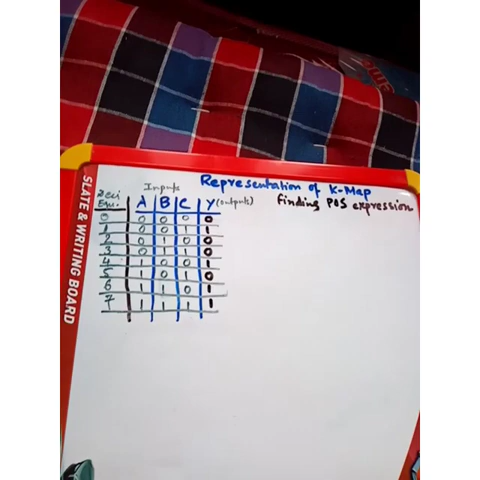 Representation of K-Map
finding POS expression
Inputs
Deci Equ. A B C Y (outputs)
0 0 0 0 0
1 0 0 1 1
2 0 1 0 0
3 0 1 1 0
4 1 0 0 1
5 1 0 1 0
6 1 1 0 1
7 1 1 1 1
SLATE & WRITING BOARD